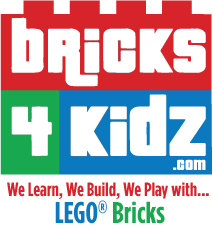 BRICKS
4 KIDZ
.com
We Learn, We Build, We Play with...
LEGO® Bricks